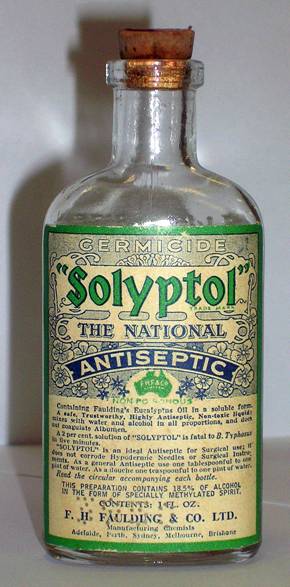 GERMICIDE
"Solyptol"
TRADE MARK
THE NATIONAL
ANTISEPTIC
F.H.F.& Co
NON-POISONOUS
Containing Faulding's Eucalyptus Oil in a soluble form.
A safe, Trustworthy, Highly Antiseptic, Non-toxic liquid;
mixes with water and alcohol in all proportions, and does
not coagulate Albumen.
A per cent. solution of "SOLYPTOL" is fatal to B. Typhosus
in five minutes.
"SOLYPTOL" is an Ideal Antiseptic for Surgical use; it
does not corrode Hypodermic Needles or Surgical Instru-
ments. As a general Antiseptic use one tablespoonful to one
pint of water. As a douche one teaspoonful to one pint of water.
Read the circular accompanying each bottle.
THIS PREPARATION CONTAINS 18.5% OF ALCOHOL
IN THE FORM OF SPECIALLY METHYLATED SPIRIT.
CONTENTS: 1 FL. OZ.
F. H. FAULDING & CO. LTD.
Manufacturing Chemists
Adelaide, Perth, Sydney, Melbourne, Brisbane